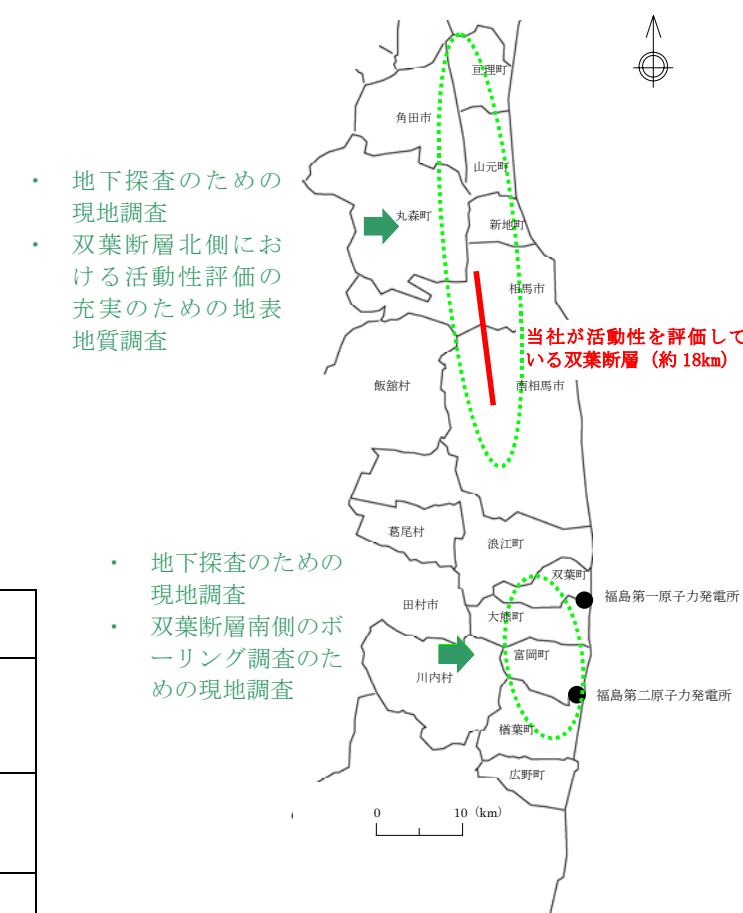 亘理町
角田市
山元町
・ 地下探査のための
現地調査
・ 双葉断層北側にお
ける活動性評価の
充実のための地表
地質調査
丸森町
新地町
相馬市
当社が活動性を評価して
いる双葉断層（約 18km）
飯舘村
南相馬市
葛尾村
浪江町
・ 地下探査のための
現地調査
・ 双葉断層南側のボ
ーリング調査のた
めの現地調査
双葉町
福島第一原子力発電所
田村市
大熊町
富岡町
川内村
福島第二原子力発電所
楢葉町
広野町
0 10 (km)